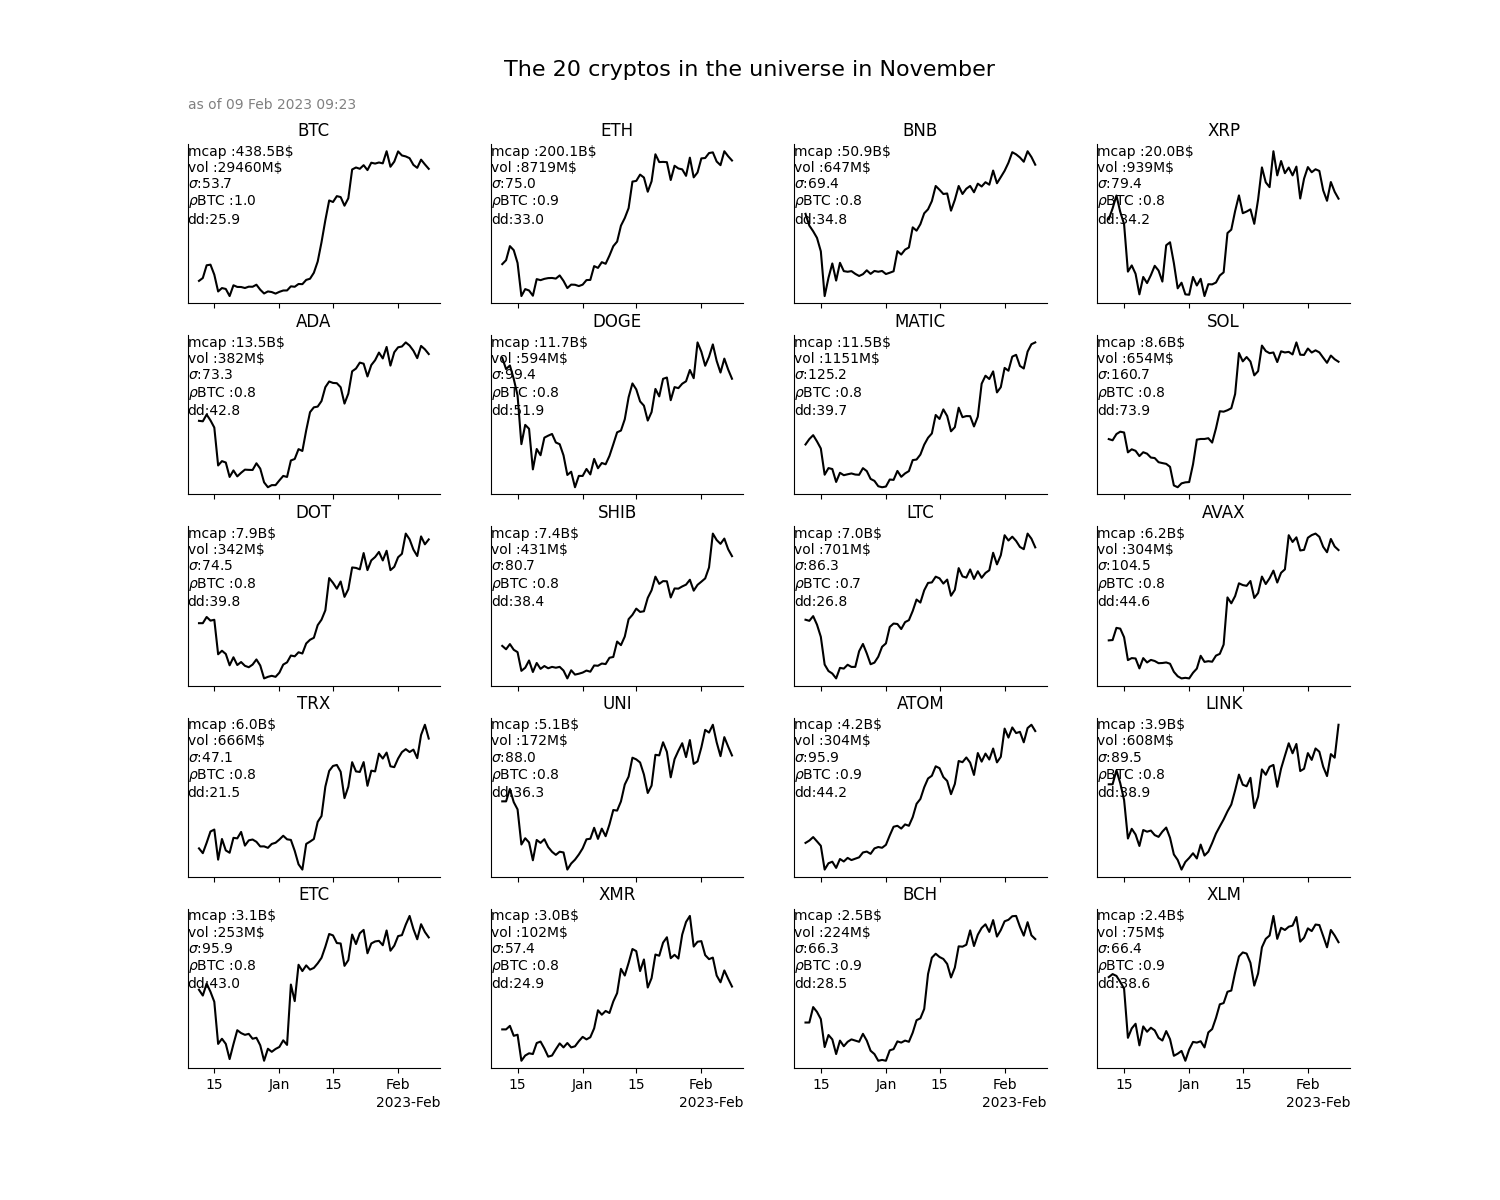 The 20 cryptos in the universe in November
as of 09 Feb 2023 09:23
BTC
mcap :438.5B$
vol :29460M$
σ:53.7
ρBTC :1.0
dd:25.9
ETH
mcap :200.1B$
vol :8719M$
σ:75.0
ρBTC :0.9
dd:33.0
BNB
mcap :50.9B$
vol :647M$
σ:69.4
ρBTC :0.8
dd:34.8
XRP
mcap :20.0B$
vol :939M$
σ:79.4
ρBTC :0.8
dd:34.2
ADA
mcap :13.5B$
vol :382M$
σ:73.3
ρBTC :0.8
dd:42.8
DOGE
mcap :11.7B$
vol :594M$
σ:99.4
ρBTC :0.8
dd:51.9
MATIC
mcap :11.5B$
vol :1151M$
σ:125.2
ρBTC :0.8
dd:39.7
SOL
mcap :8.6B$
vol :654M$
σ:160.7
ρBTC :0.8
dd:73.9
DOT
mcap :7.9B$
vol :342M$
σ:74.5
ρBTC :0.8
dd:39.8
SHIB
mcap :7.4B$
vol :431M$
σ:80.7
ρBTC :0.8
dd:38.4
LTC
mcap :7.0B$
vol :701M$
σ:86.3
ρBTC :0.7
dd:26.8
AVAX
mcap :6.2B$
vol :304M$
σ:104.5
ρBTC :0.8
dd:44.6
TRX
mcap :6.0B$
vol :666M$
σ:47.1
ρBTC :0.8
dd:21.5
UNI
mcap :5.1B$
vol :172M$
σ:88.0
ρBTC :0.8
dd:36.3
ATOM
mcap :4.2B$
vol :304M$
σ:95.9
ρBTC :0.9
dd:44.2
LINK
mcap :3.9B$
vol :608M$
σ:89.5
ρBTC :0.8
dd:38.9
ETC
mcap :3.1B$
vol :253M$
σ:95.9
ρBTC :0.8
dd:43.0
XMR
mcap :3.0B$
vol :102M$
σ:57.4
ρBTC :0.8
dd:24.9
BCH
mcap :2.5B$
vol :224M$
σ:66.3
ρBTC :0.9
dd:28.5
XLM
mcap :2.4B$
vol :75M$
σ:66.4
ρBTC :0.9
dd:38.6
15 Jan 15 Feb
2023-Feb
15 Jan 15 Feb
2023-Feb
15 Jan 15 Feb
2023-Feb
15 Jan 15 Feb
2023-Feb